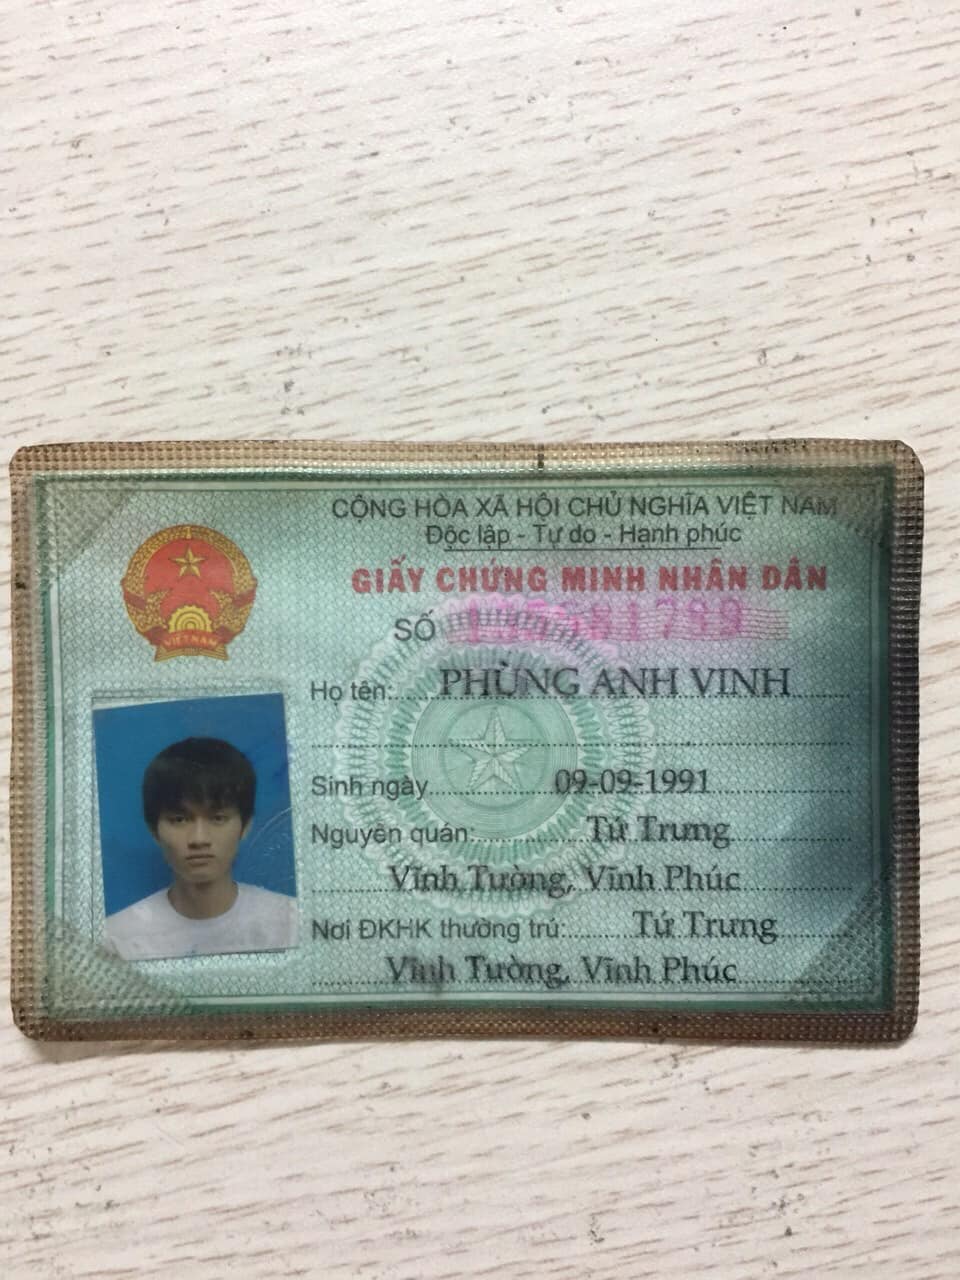 CỘNG HÒA XÃ HỘI CHỦ NGHĨA VIỆT NAM
Độc lập - Tự do - Hạnh phúc
GIẤY CHỨNG MINH NHÂN DÂN
SỐ
Họ tên: PHÙNG ANH VINH
Sinh ngày 09-09-1991
Nguyên quán: Tứ Trưng
Vĩnh Tường, Vĩnh Phúc
Nơi ĐKHK thường trú: Tứ Trưng
Vĩnh Tường, Vĩnh Phúc
VIỆT NAM